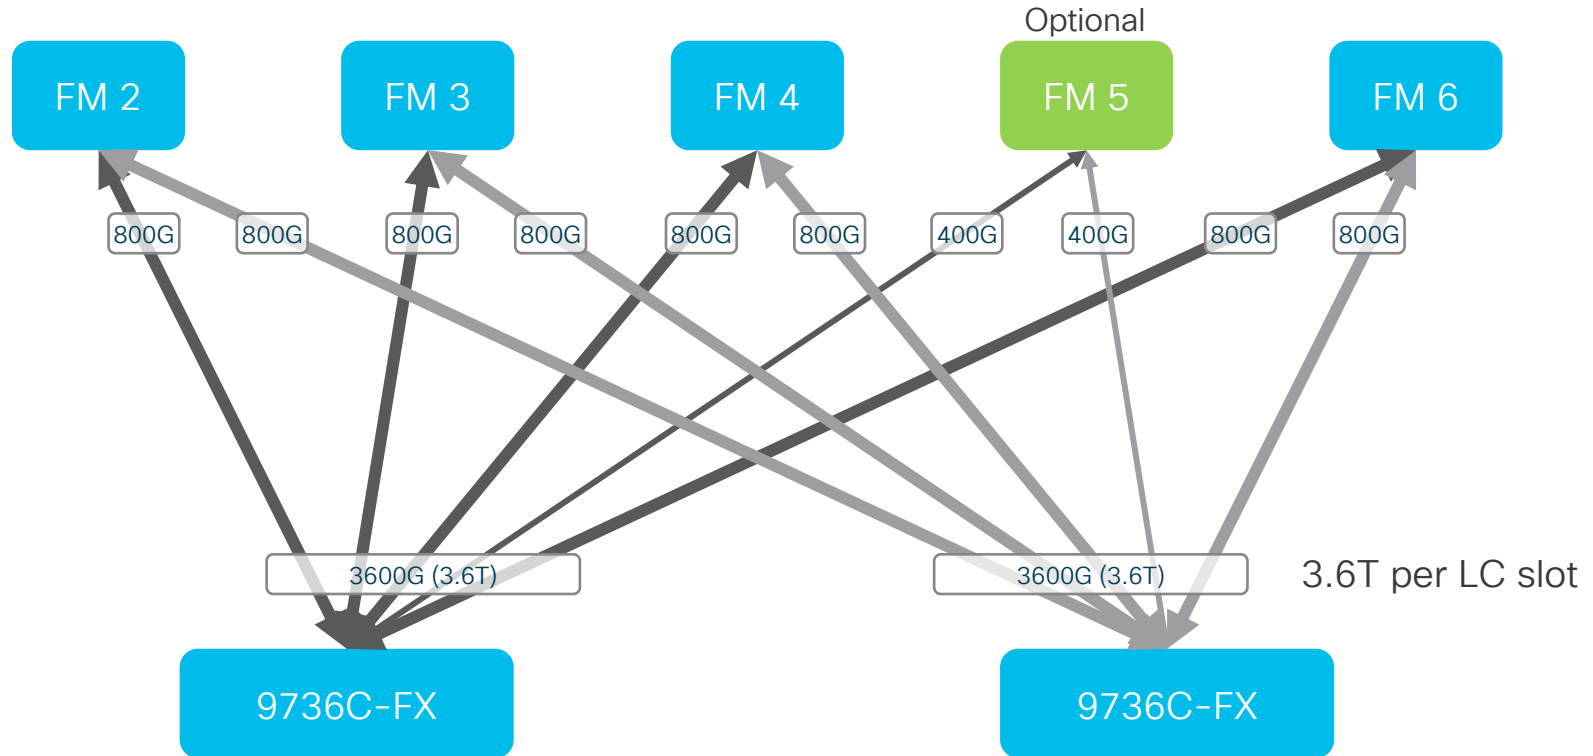 Optional
FM 2
FM 3
FM 4
FM 5
FM 6
800G
800G
800G
800G
800G
800G
400G
400G
800G
800G
3600G (3.6T)
3600G (3.6T)
3.6T per LC slot
9736C-FX
9736C-FX